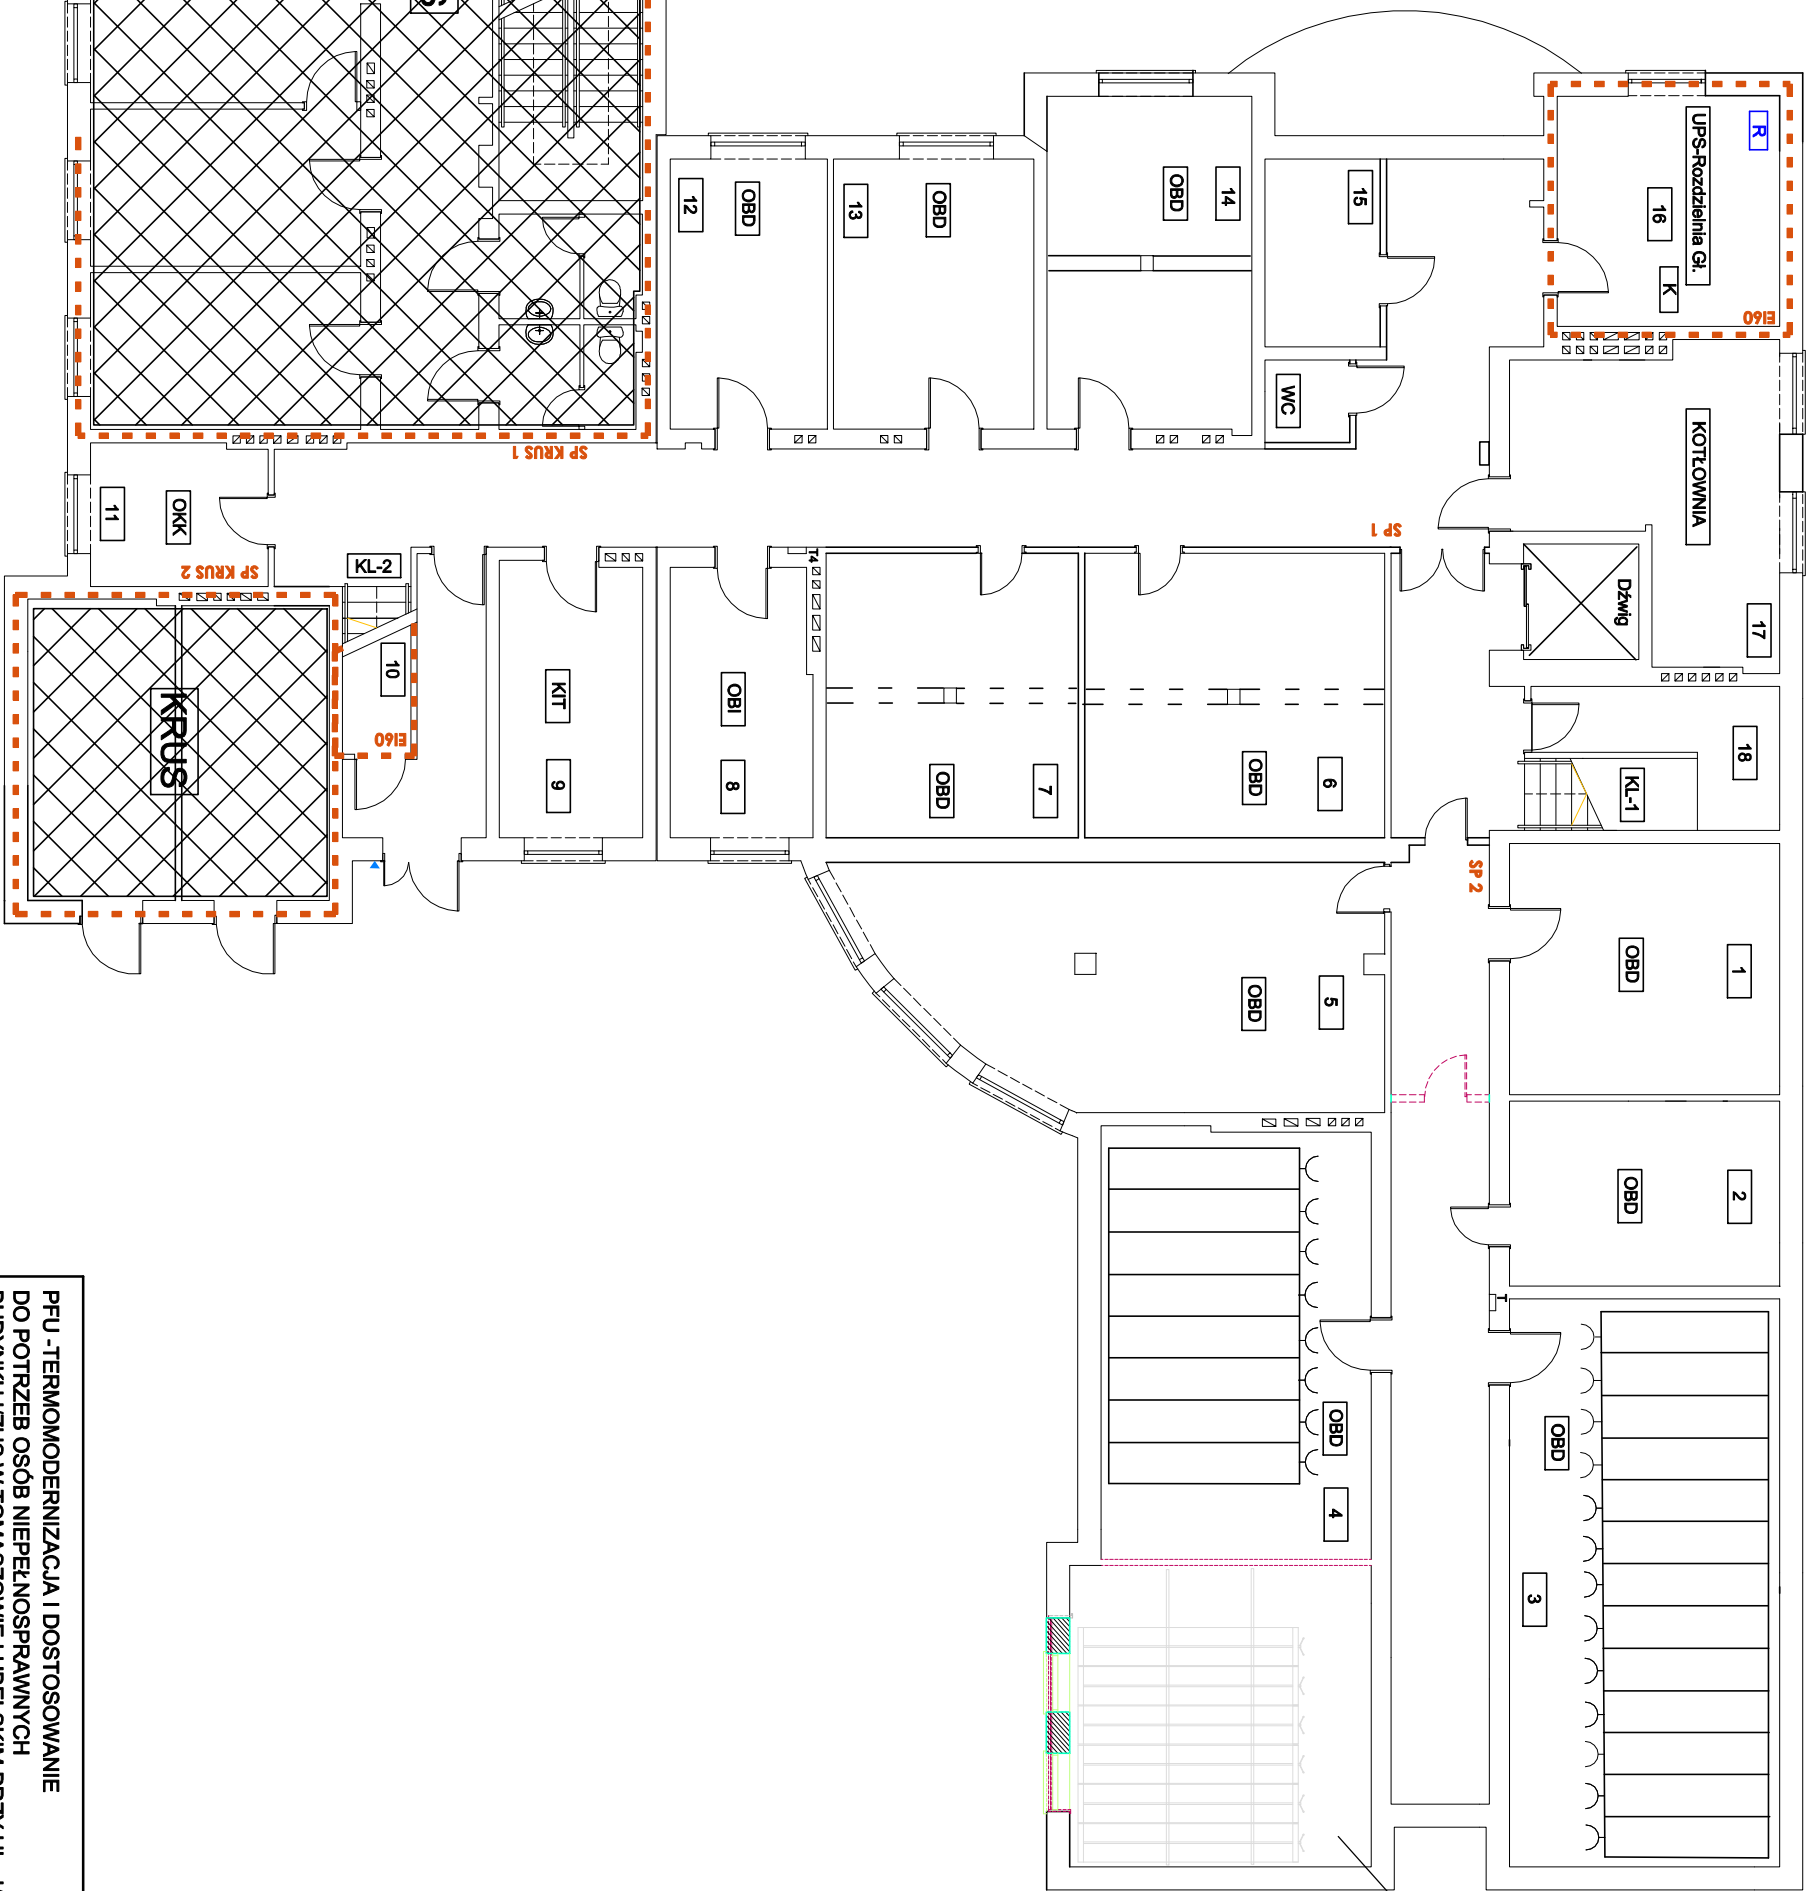 R
UPS-Rozdzielnia Gł.
16
K
EI60
KOTŁOWNIA
17
Dźwig
18
KL-1
15
WC
14
OBD
13
OBD
12
OBD
SP KRUS 1
SP 1
11
OKK
SP KRUS 2
KL-2
10
EI60
KRUS
KIT
9
T4
OBI
8
OBD
7
OBD
6
SP 2
OBD
5
OBD
1
OBD
2
T
OBD
3
OBD
4
PFU -TERMOMODERNIZACJA I DOSTOSOWANIE
DO POTRZEB OSÓB NIEPEŁNOSPRAWNYCH